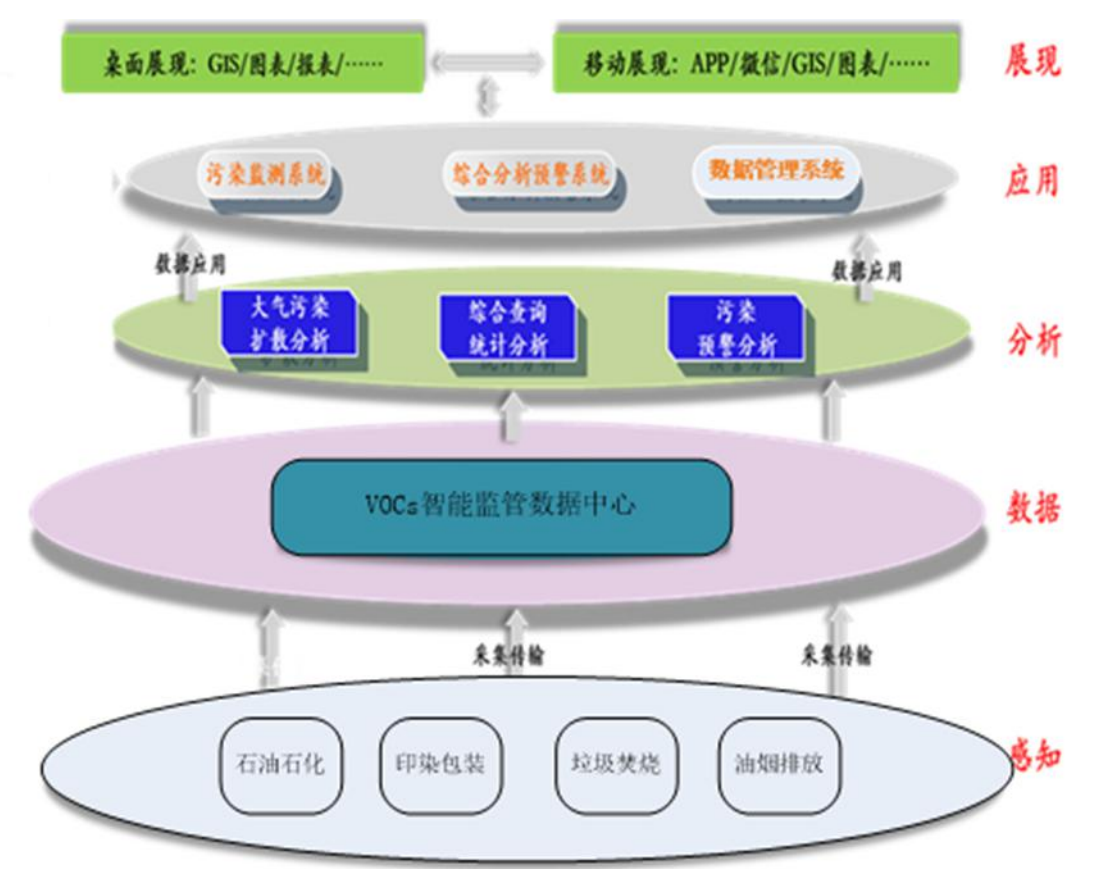 桌面展现：GIS/图表/报表/……
移动展现：APP/微信/GIS/图表/……
展现
污染监测系统
综合分析预警系统
数据管理系统
应用
数据应用
数据应用
大气污染
扩散分析
综合查询
统计分析
污染
预警分析
分析
VOCs智能监管数据中心
数据
采集传输
采集传输
石油石化
印染包装
垃圾焚烧
油烟排放
感知